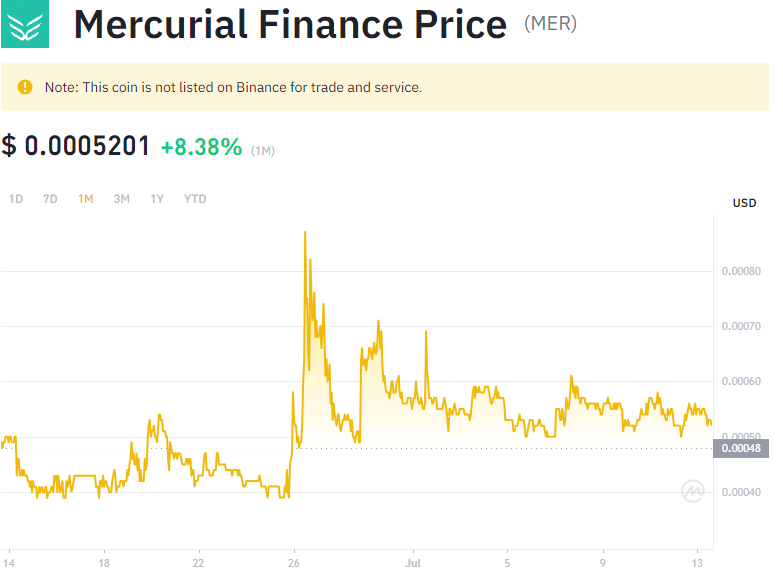 Mercurial Finance Price (MER)
Note: This coin is not listed on Binance for trade and service.
$ 0.0005201 +8.38% (1M)
1D 7D 1M 3M 1Y YTD
USD
0.00080
0.00070
0.00060
0.00050
0.00048
0.00040
14 18 22 26 Jul 5 9 13